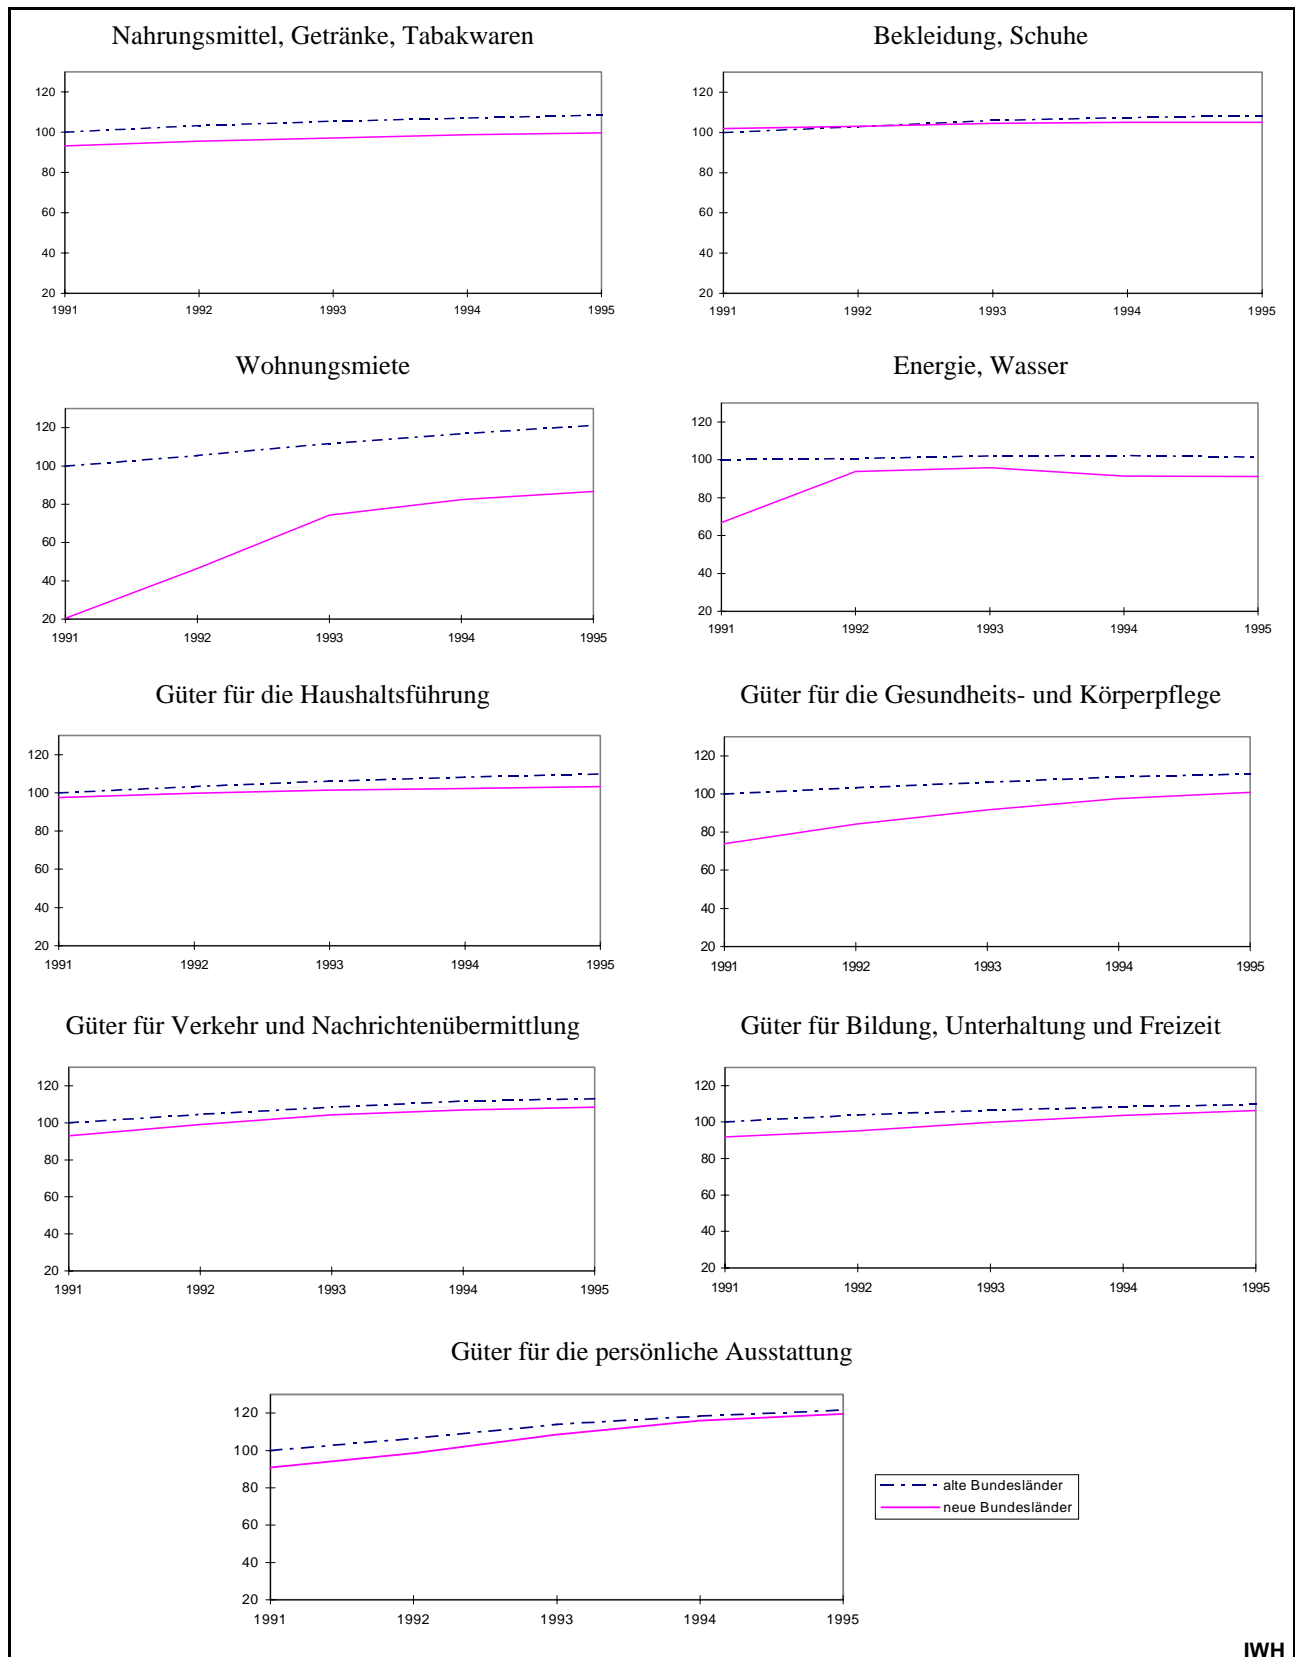 Nahrungsmittel, Getränke, Tabakwaren
120
100
80
60
40
20
1991 1992 1993 1994 1995
Bekleidung, Schuhe
120
100
80
60
40
20
1991 1992 1993 1994 1995
Wohnungsmiete
120
100
80
60
40
20
1991 1992 1993 1994 1995
Energie, Wasser
120
100
80
60
40
20
1991 1992 1993 1994 1995
Güter für die Haushaltsführung
120
100
80
60
40
20
1991 1992 1993 1994 1995
Güter für die Gesundheits- und Körperpflege
120
100
80
60
40
20
1991 1992 1993 1994 1995
Güter für Verkehr und Nachrichtenübermittlung
120
100
80
60
40
20
1991 1992 1993 1994 1995
Güter für Bildung, Unterhaltung und Freizeit
120
100
80
60
40
20
1991 1992 1993 1994 1995
Güter für die persönliche Ausstattung
120
100
80
60
40
20
1991 1992 1993 1994 1995
alte Bundesländer
neue Bundesländer
IWH